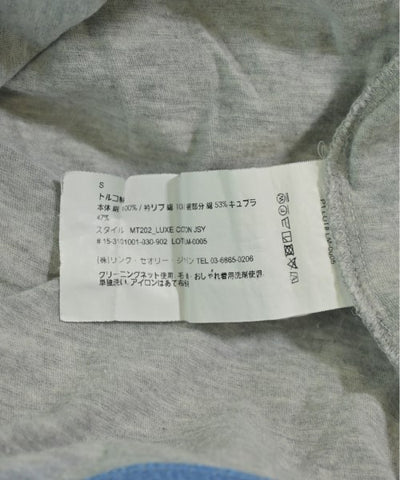 S
トルコ製
本体 綿 100% / 衿リブ 綿 部分 綿 53% キュプラ
47%
スタイル MT202_LUXE JSY
# 15-3101001-030-902 LOT# -0005
(株)リンク・セオリー・ジャパン TEL 03-6865-0206
クリーニングネット使用、 おしゃれ着用洗剤使用、
単独洗い、アイロンはあて布